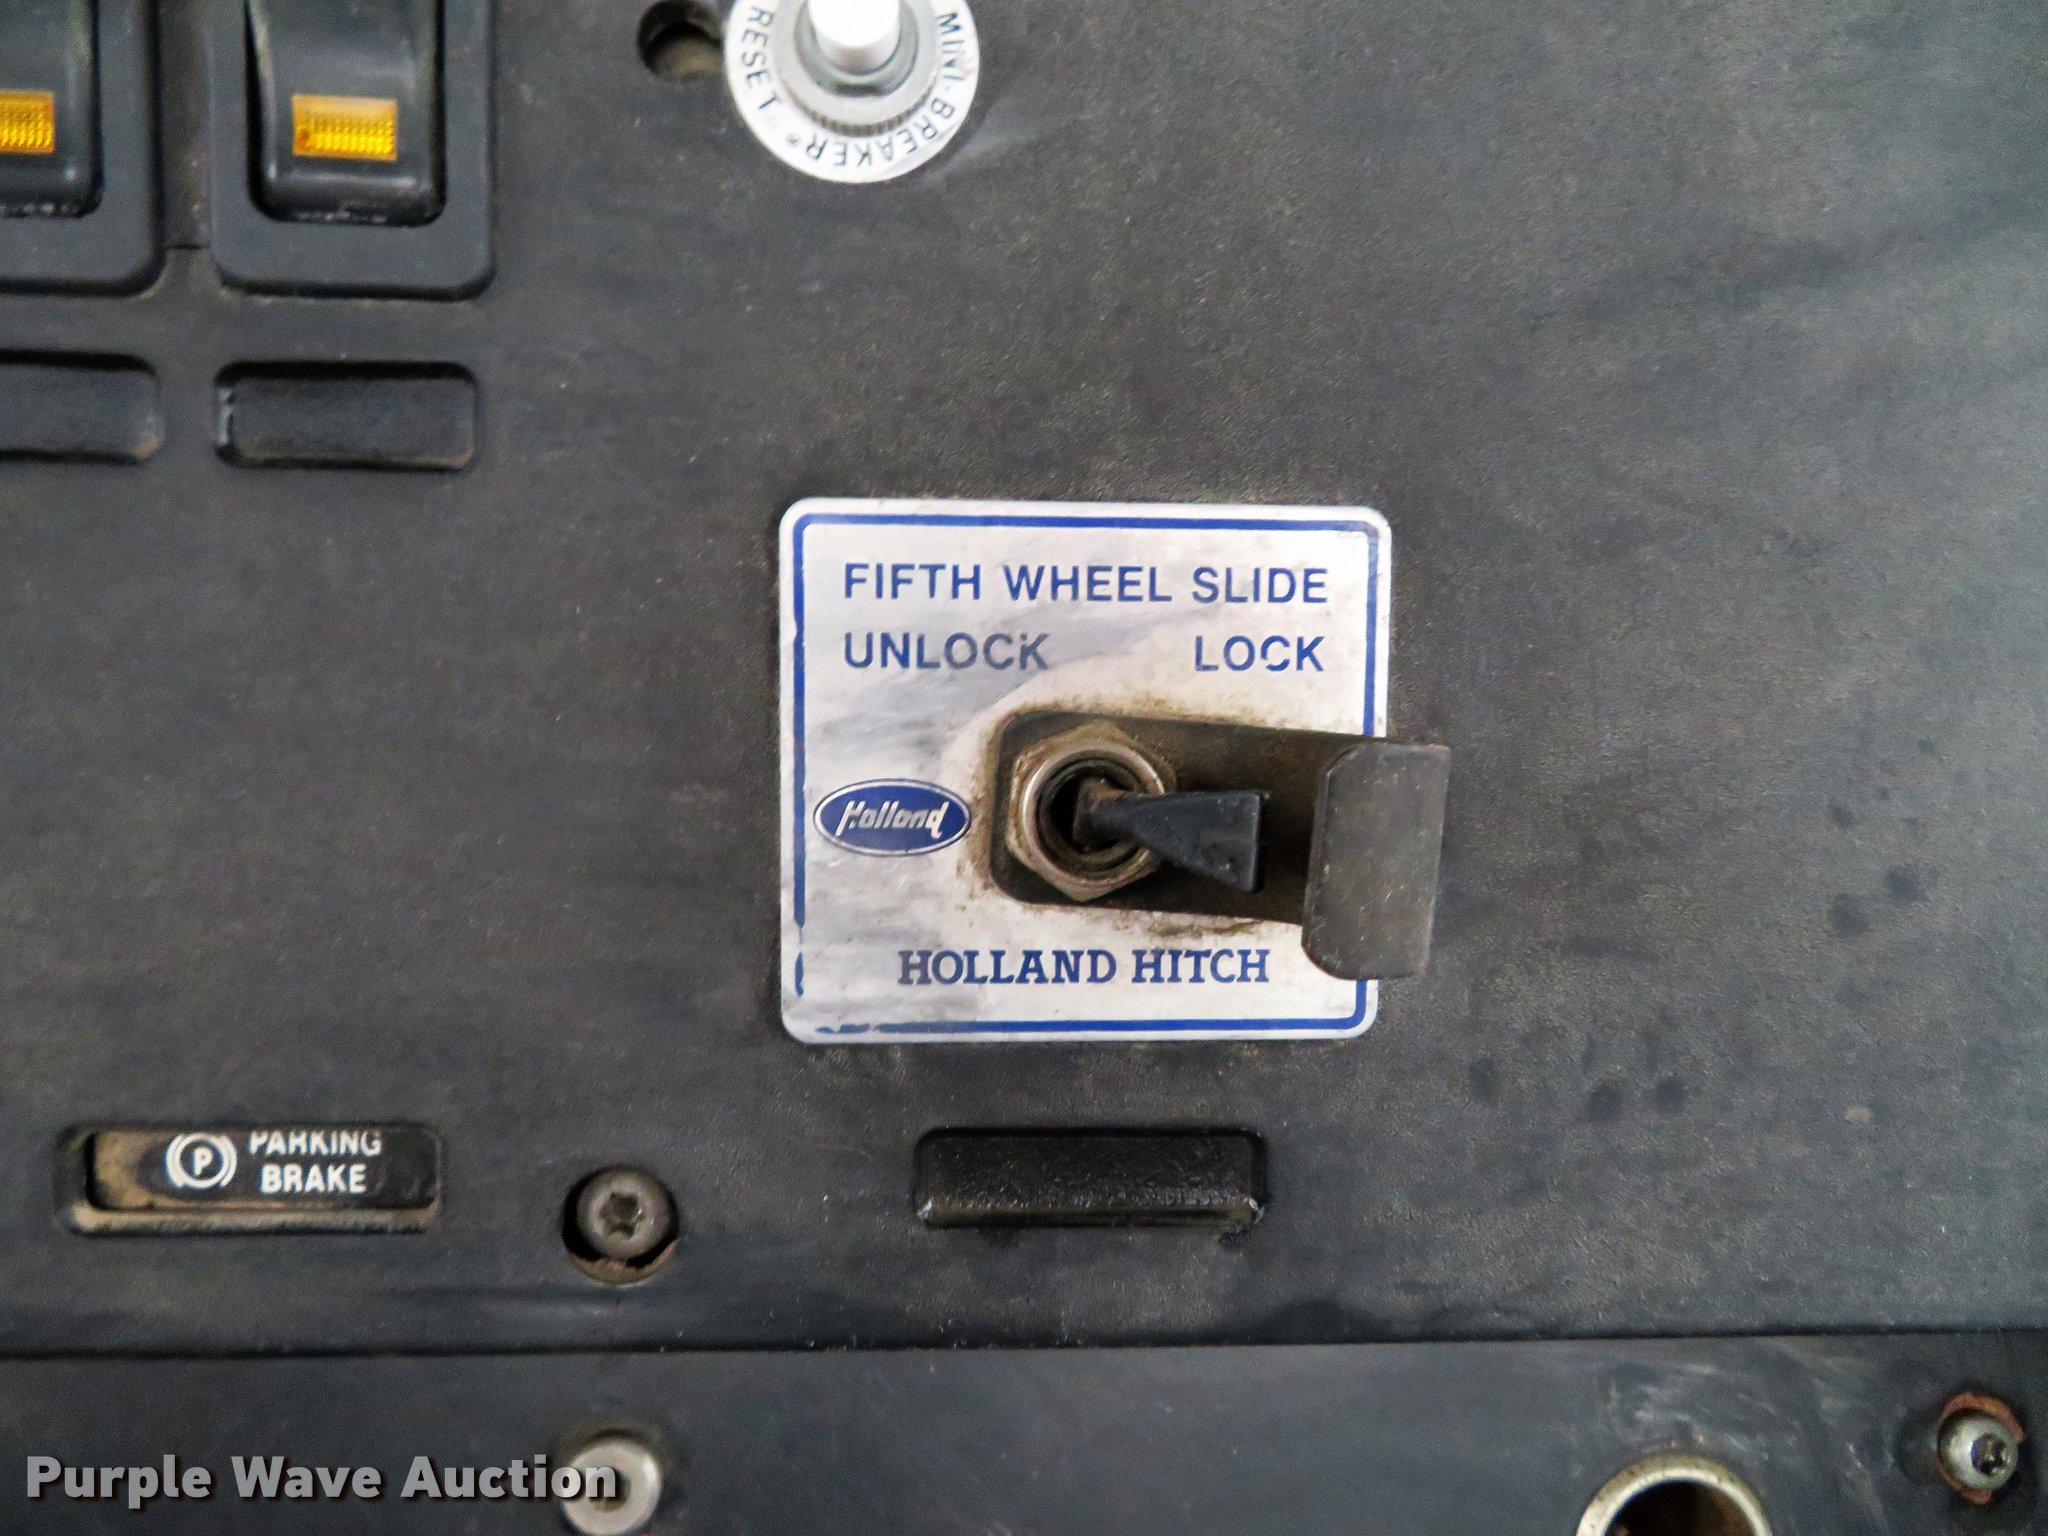 RESET
MINI-BREAKER®
FIFTH WHEEL SLIDE
UNLOCK LOCK
Holland
HOLLAND HITCH
P PARKING
BRAKE
Purple Wave Auction